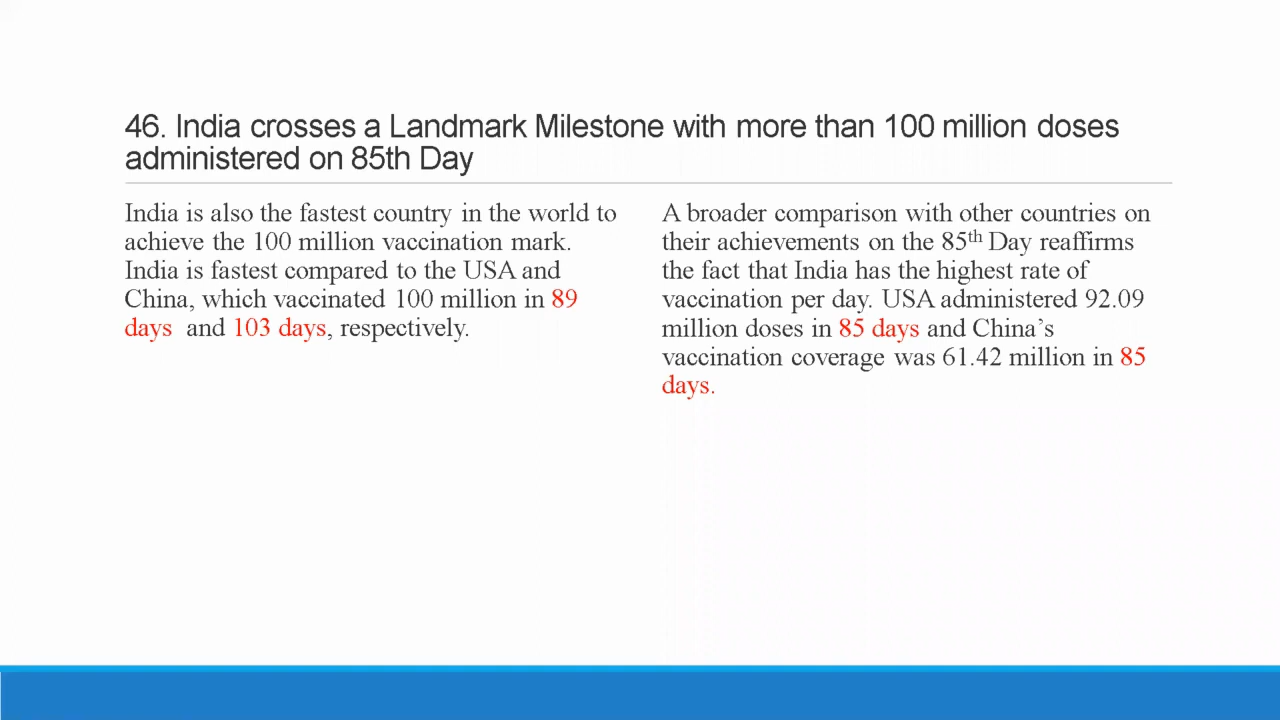 46. India crosses a Landmark Milestone with more than 100 million doses
administered on 85th Day
India is also the fastest country in the world to
achieve the 100 million vaccination mark.
India is fastest compared to the USA and
China, which vaccinated 100 million in 89
days and 103 days, respectively.
A broader comparison with other countries on
their achievements on the 85th Day reaffirms
the fact that India has the highest rate of
vaccination per day. USA administered 92.09
million doses in 85 days and China’s
vaccination coverage was 61.42 million in 85
days.